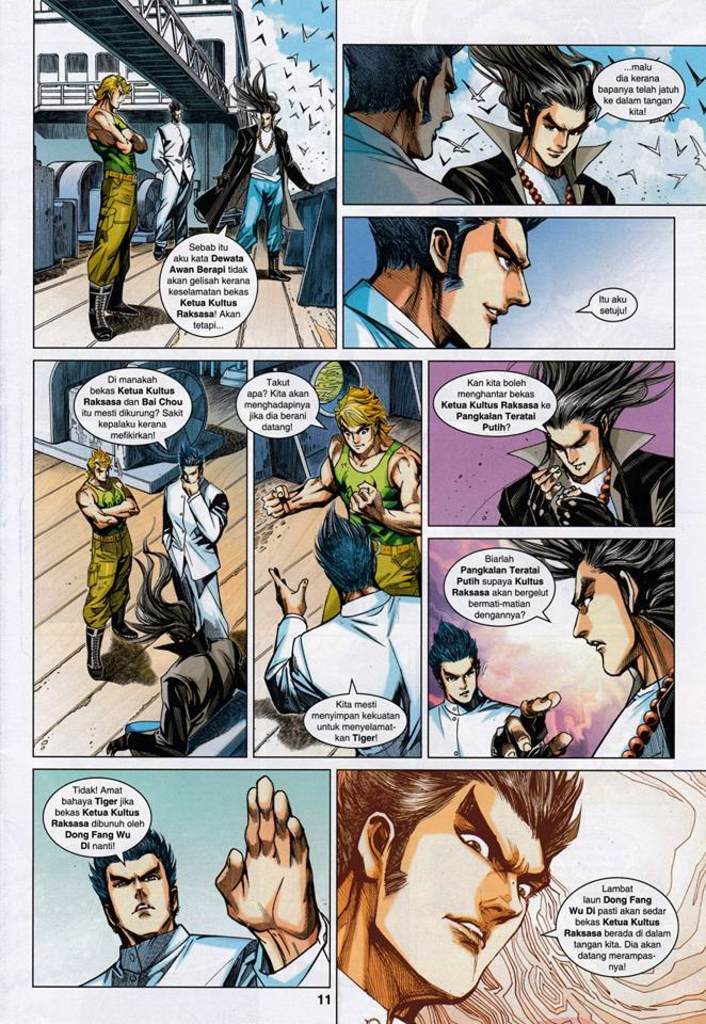 Sebab itu
aku kata Dewata
Awan Berapi tidak
akan gelisah kerana
keselamatan bekas
Ketua Kultus
Raksasa! Akan
tetapi...
...malu
dia kerana
bapanya telah jatuh
ke dalam tangan
kita!
Itu aku
setuju!
Di manakah
bekas Ketua Kultus
Raksasa dan Bai Chou
itu mesti dikurung? Sakit
kepalaku kerana
mefikirkan!
Takut
apa? Kita akan
menghadapinya
jika dia berani
datang!
Kita mesti
menyimpan kekuatan
untuk menyelamat-
kan Tiger!
Kan kita boleh
menghantar bekas
Ketua Kultus Raksasa ke
Pangkalan Teratai
Putih?
Biarlah
Pangkalan Teratai
Putih supaya Kultus
Raksasa akan bergelut
bermati-matian
dengannya?
Tidak! Amat
bahaya Tiger jika
bekas Ketua Kultus
Raksasa dibunuh oleh
Dong Fang Wu
Di nanti!
Lambat
laun Dong Fang
Wu Di pasti akan sedar
bekas Ketua Kultus
Raksasa berada di dalam
tangan kita. Dia akan
datang merampas-
nya!
11